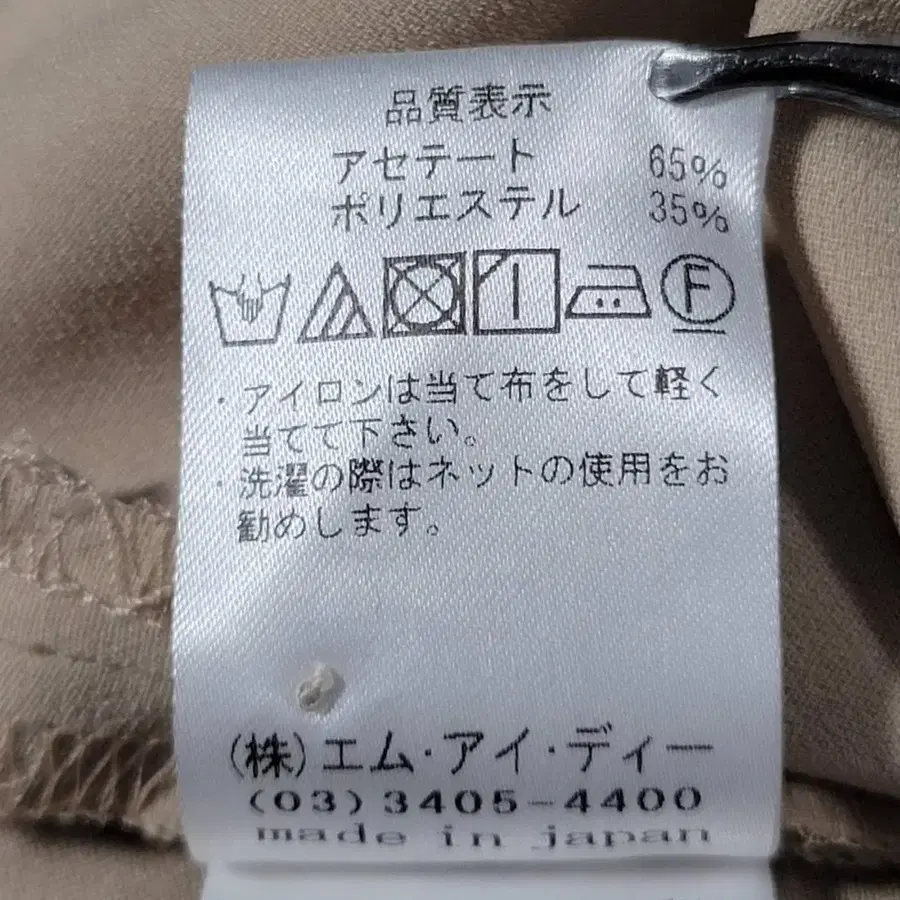 品質表示
アセテート 65%
ポリエステル 35%
F
・アイロンは当て布をして軽く
当てて下さい。
・洗濯の際はネットの使用をお
勧めします。
(株)エム・アイ・ディー
(03)3405-4400
made in japan